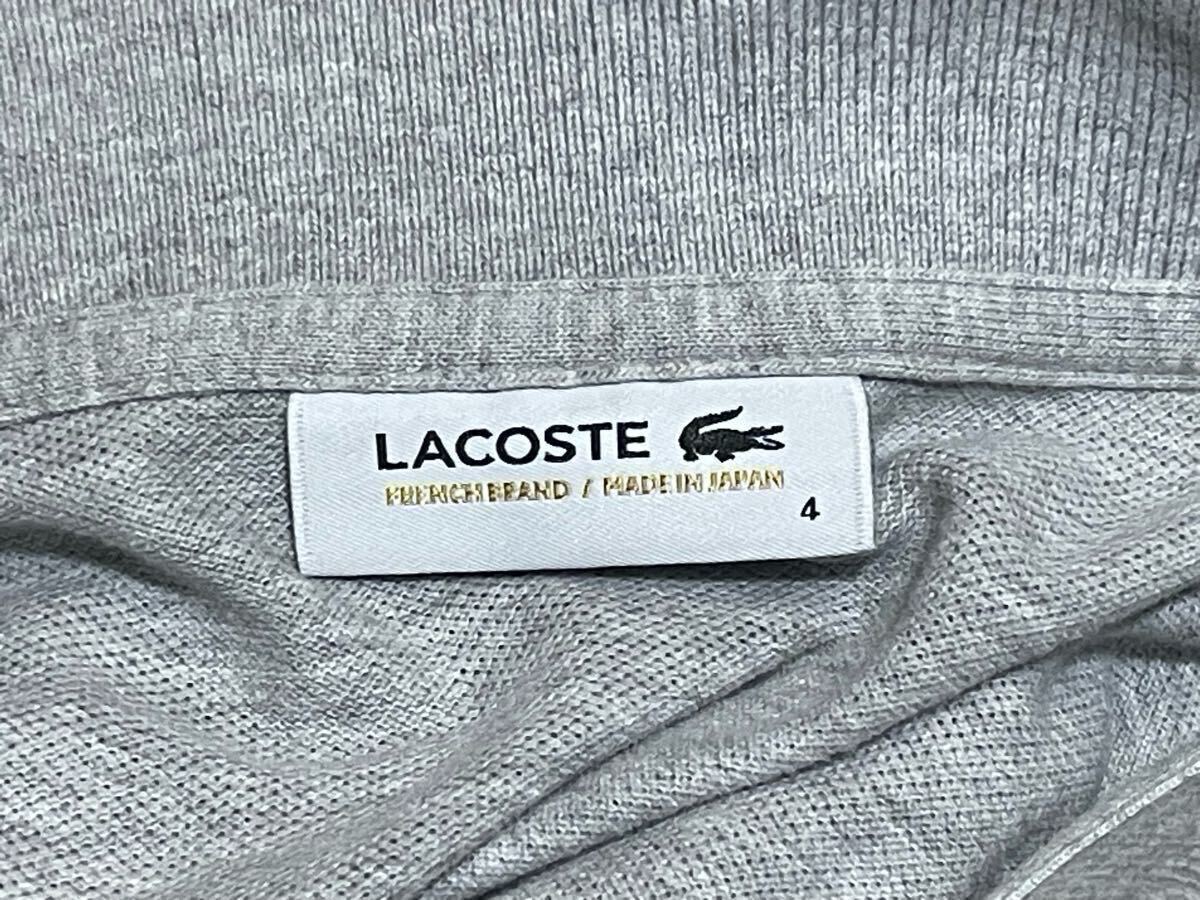 LACOSTE
FRENCH BRAND / MADE IN JAPAN
4